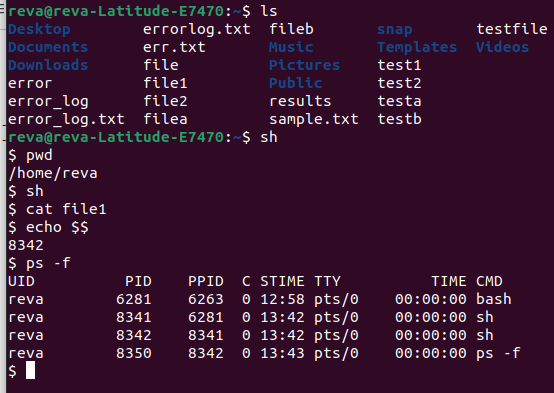 reva@reva-Latitude-E7470:~$ ls
Desktop       errorlog.txt  fileb       snap       testfile
Documents     err.txt       Music       Templates  Videos
Downloads     file          Pictures    test1
error         file1         Public      test2
error_log     file2         results     testa
error_log.txt filea         sample.txt  testb
reva@reva-Latitude-E7470:~$ sh
$ pwd
/home/reva
$ sh
$ cat file1
$ echo $$
8342
$ ps -f
UID          PID    PPID  C STIME TTY          TIME CMD
reva        6281    6263  0 12:58 pts/0    00:00:00 bash
reva        8341    6281  0 13:42 pts/0    00:00:00 sh
reva        8342    8341  0 13:42 pts/0    00:00:00 sh
reva        8350    8342  0 13:43 pts/0    00:00:00 ps -f
$